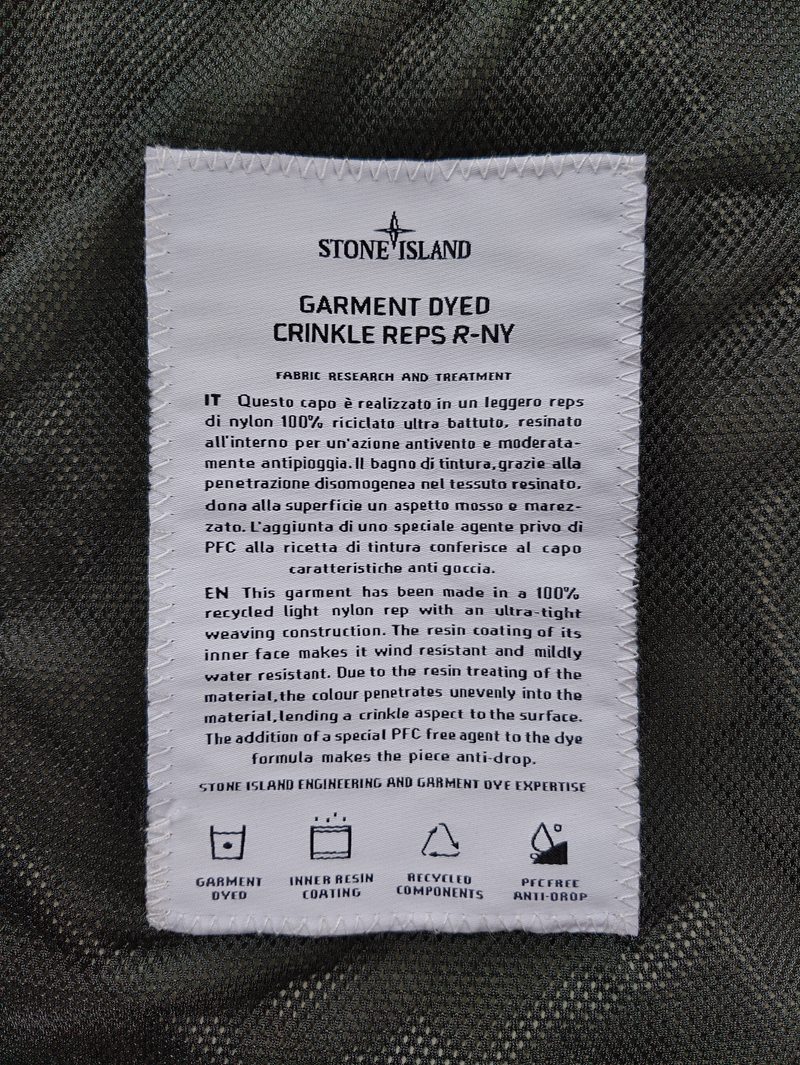 STONE ISLAND
GARMENT DYED
CRINKLE REPS R-NY
FABRIC RESEARCH AND TREATMENT
IT Questo capo è realizzato in un leggero reps
di nylon 100% riciclato ultra battuto, resinato
all'interno per un'azione antivento e moderata-
mente antipioggia. Il bagno di tintura, grazie alla
penetrazione disomogenea nel tessuto resinato,
dona alla superficie un aspetto mosso e marez-
zato. L'aggiunta di uno speciale agente privo di
PFC alla ricetta di tintura conferisce al capo
caratteristiche anti goccia.
EN This garment has been made in a 100%
recycled light nylon rep with an ultra-tight
weaving construction. The resin coating of its
inner face makes it wind resistant and mildly
water resistant. Due to the resin treating of the
material, the colour penetrates unevenly into the
material, lending a crinkle aspect to the surface.
The addition of a special PFC free agent to the dye
formula makes the piece anti-drop.
STONE ISLAND ENGINEERING AND GARMENT DYE EXPERTISE
GARMENT
DYED
INNER RESIN
COATING
RECYCLED
COMPONENTS
PFC FREE
ANTI-DROP